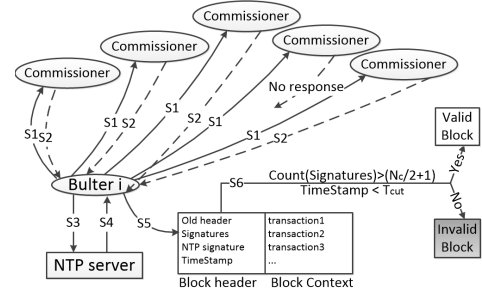 Commissioner
Commissioner
Commissioner
Commissioner
Commissioner
No response
S1
S2
S1
S2
S1
S2
S1
S1
S2
Bulter i
S3
S4
S5
S6
Count(Signatures)>(Nc/2+1)
TimeStamp < Tcut
Yes
No
Valid
Block
Invalid
Block
NTP server
Old header
Signatures
NTP signature
TimeStamp
transaction1
transaction2
transaction3
...
Block header
Block Context